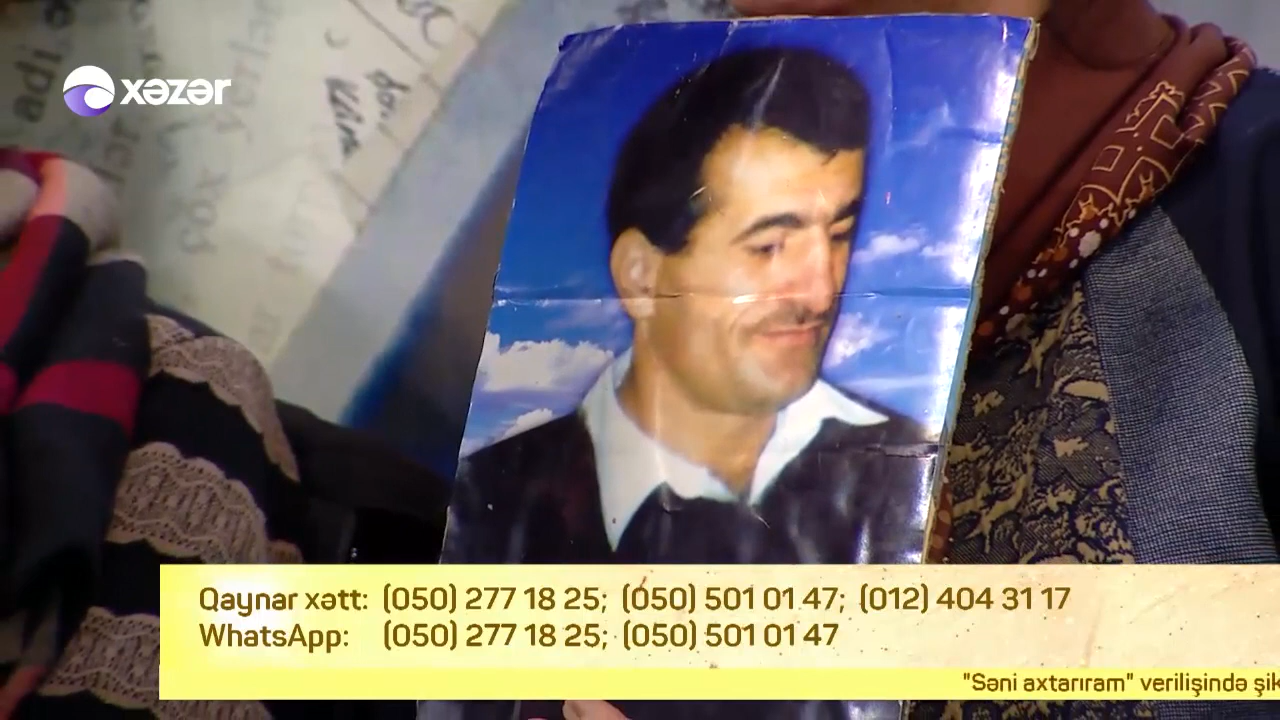 xəzər
Qaynar xətt: (050) 277 18 25; (050) 501 01 47; (012) 404 31 17
WhatsApp: (050) 277 18 25; (050) 501 01 47
"Səni axtarıram" verilişində şik